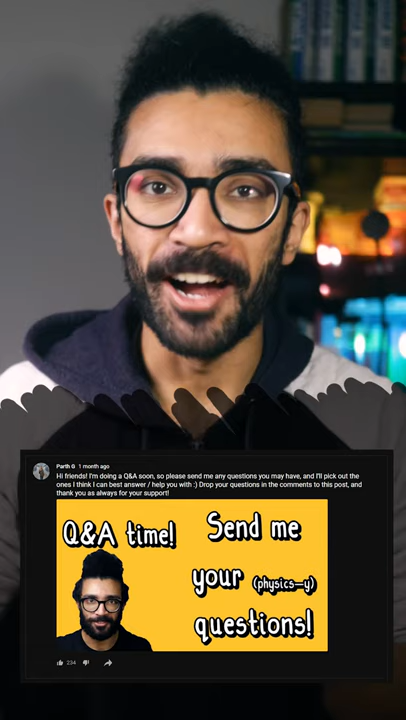 Parth G 1 month ago
Hi friends! I'm doing a Q&A soon, so please send me any questions you may have, and I'll pick out the
ones I think I can best answer / help you with :) Drop your questions in the comments to this post, and
thank you as always for your support!
Q&A time!
Send me
your (physics-y)
questions!
234